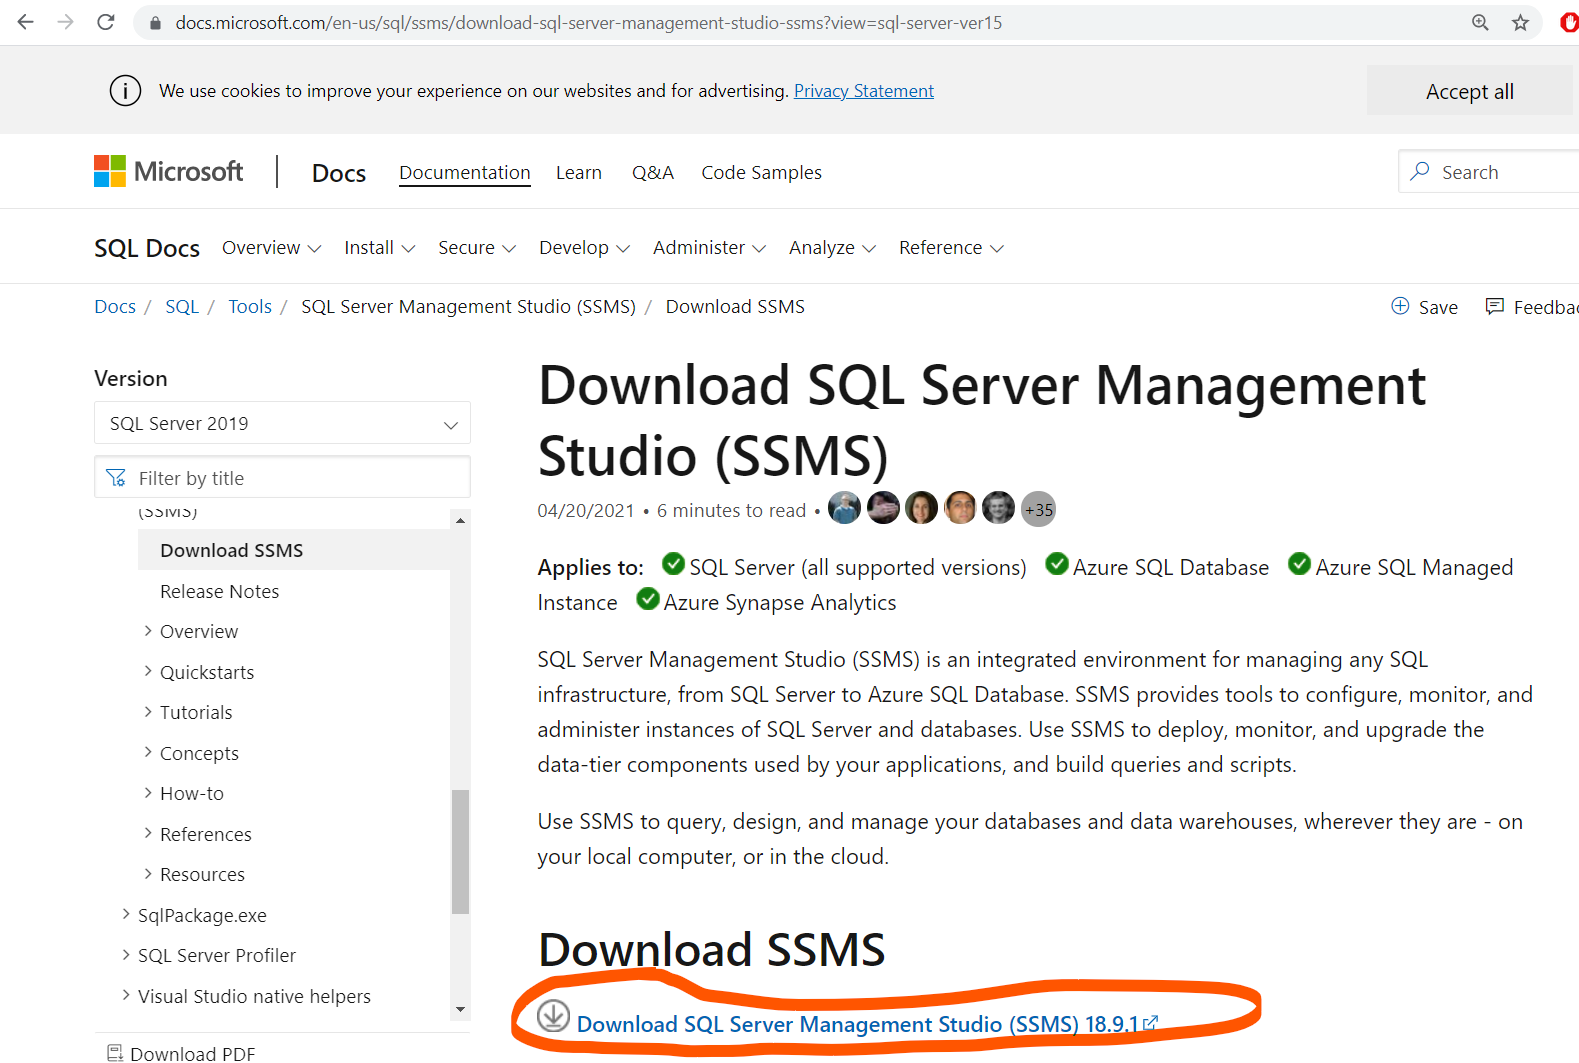 docs.microsoft.com/en-us/sql/ssms/download-sql-server-management-studio-ssms?view=sql-server-ver15
We use cookies to improve your experience on our websites and for advertising. Privacy Statement
Accept all
Microsoft
Docs
Documentation
Learn
Q&A
Code Samples
Search
SQL Docs
Overview
Install
Secure
Develop
Administer
Analyze
Reference
Docs / SQL / Tools / SQL Server Management Studio (SSMS) / Download SSMS
Save
Feedbac
Version
SQL Server 2019
Filter by title
(SSMS)
Download SSMS
Release Notes
Overview
Quickstarts
Tutorials
Concepts
How-to
References
Resources
SqlPackage.exe
SQL Server Profiler
Visual Studio native helpers
Download PDF
Download SQL Server Management
Studio (SSMS)
04/20/2021 • 6 minutes to read • +35
Applies to: SQL Server (all supported versions) Azure SQL Database Azure SQL Managed
Instance Azure Synapse Analytics
SQL Server Management Studio (SSMS) is an integrated environment for managing any SQL
infrastructure, from SQL Server to Azure SQL Database. SSMS provides tools to configure, monitor, and
administer instances of SQL Server and databases. Use SSMS to deploy, monitor, and upgrade the
data-tier components used by your applications, and build queries and scripts.
Use SSMS to query, design, and manage your databases and data warehouses, wherever they are - on
your local computer, or in the cloud.
Download SSMS
Download SQL Server Management Studio (SSMS) 18.9.1